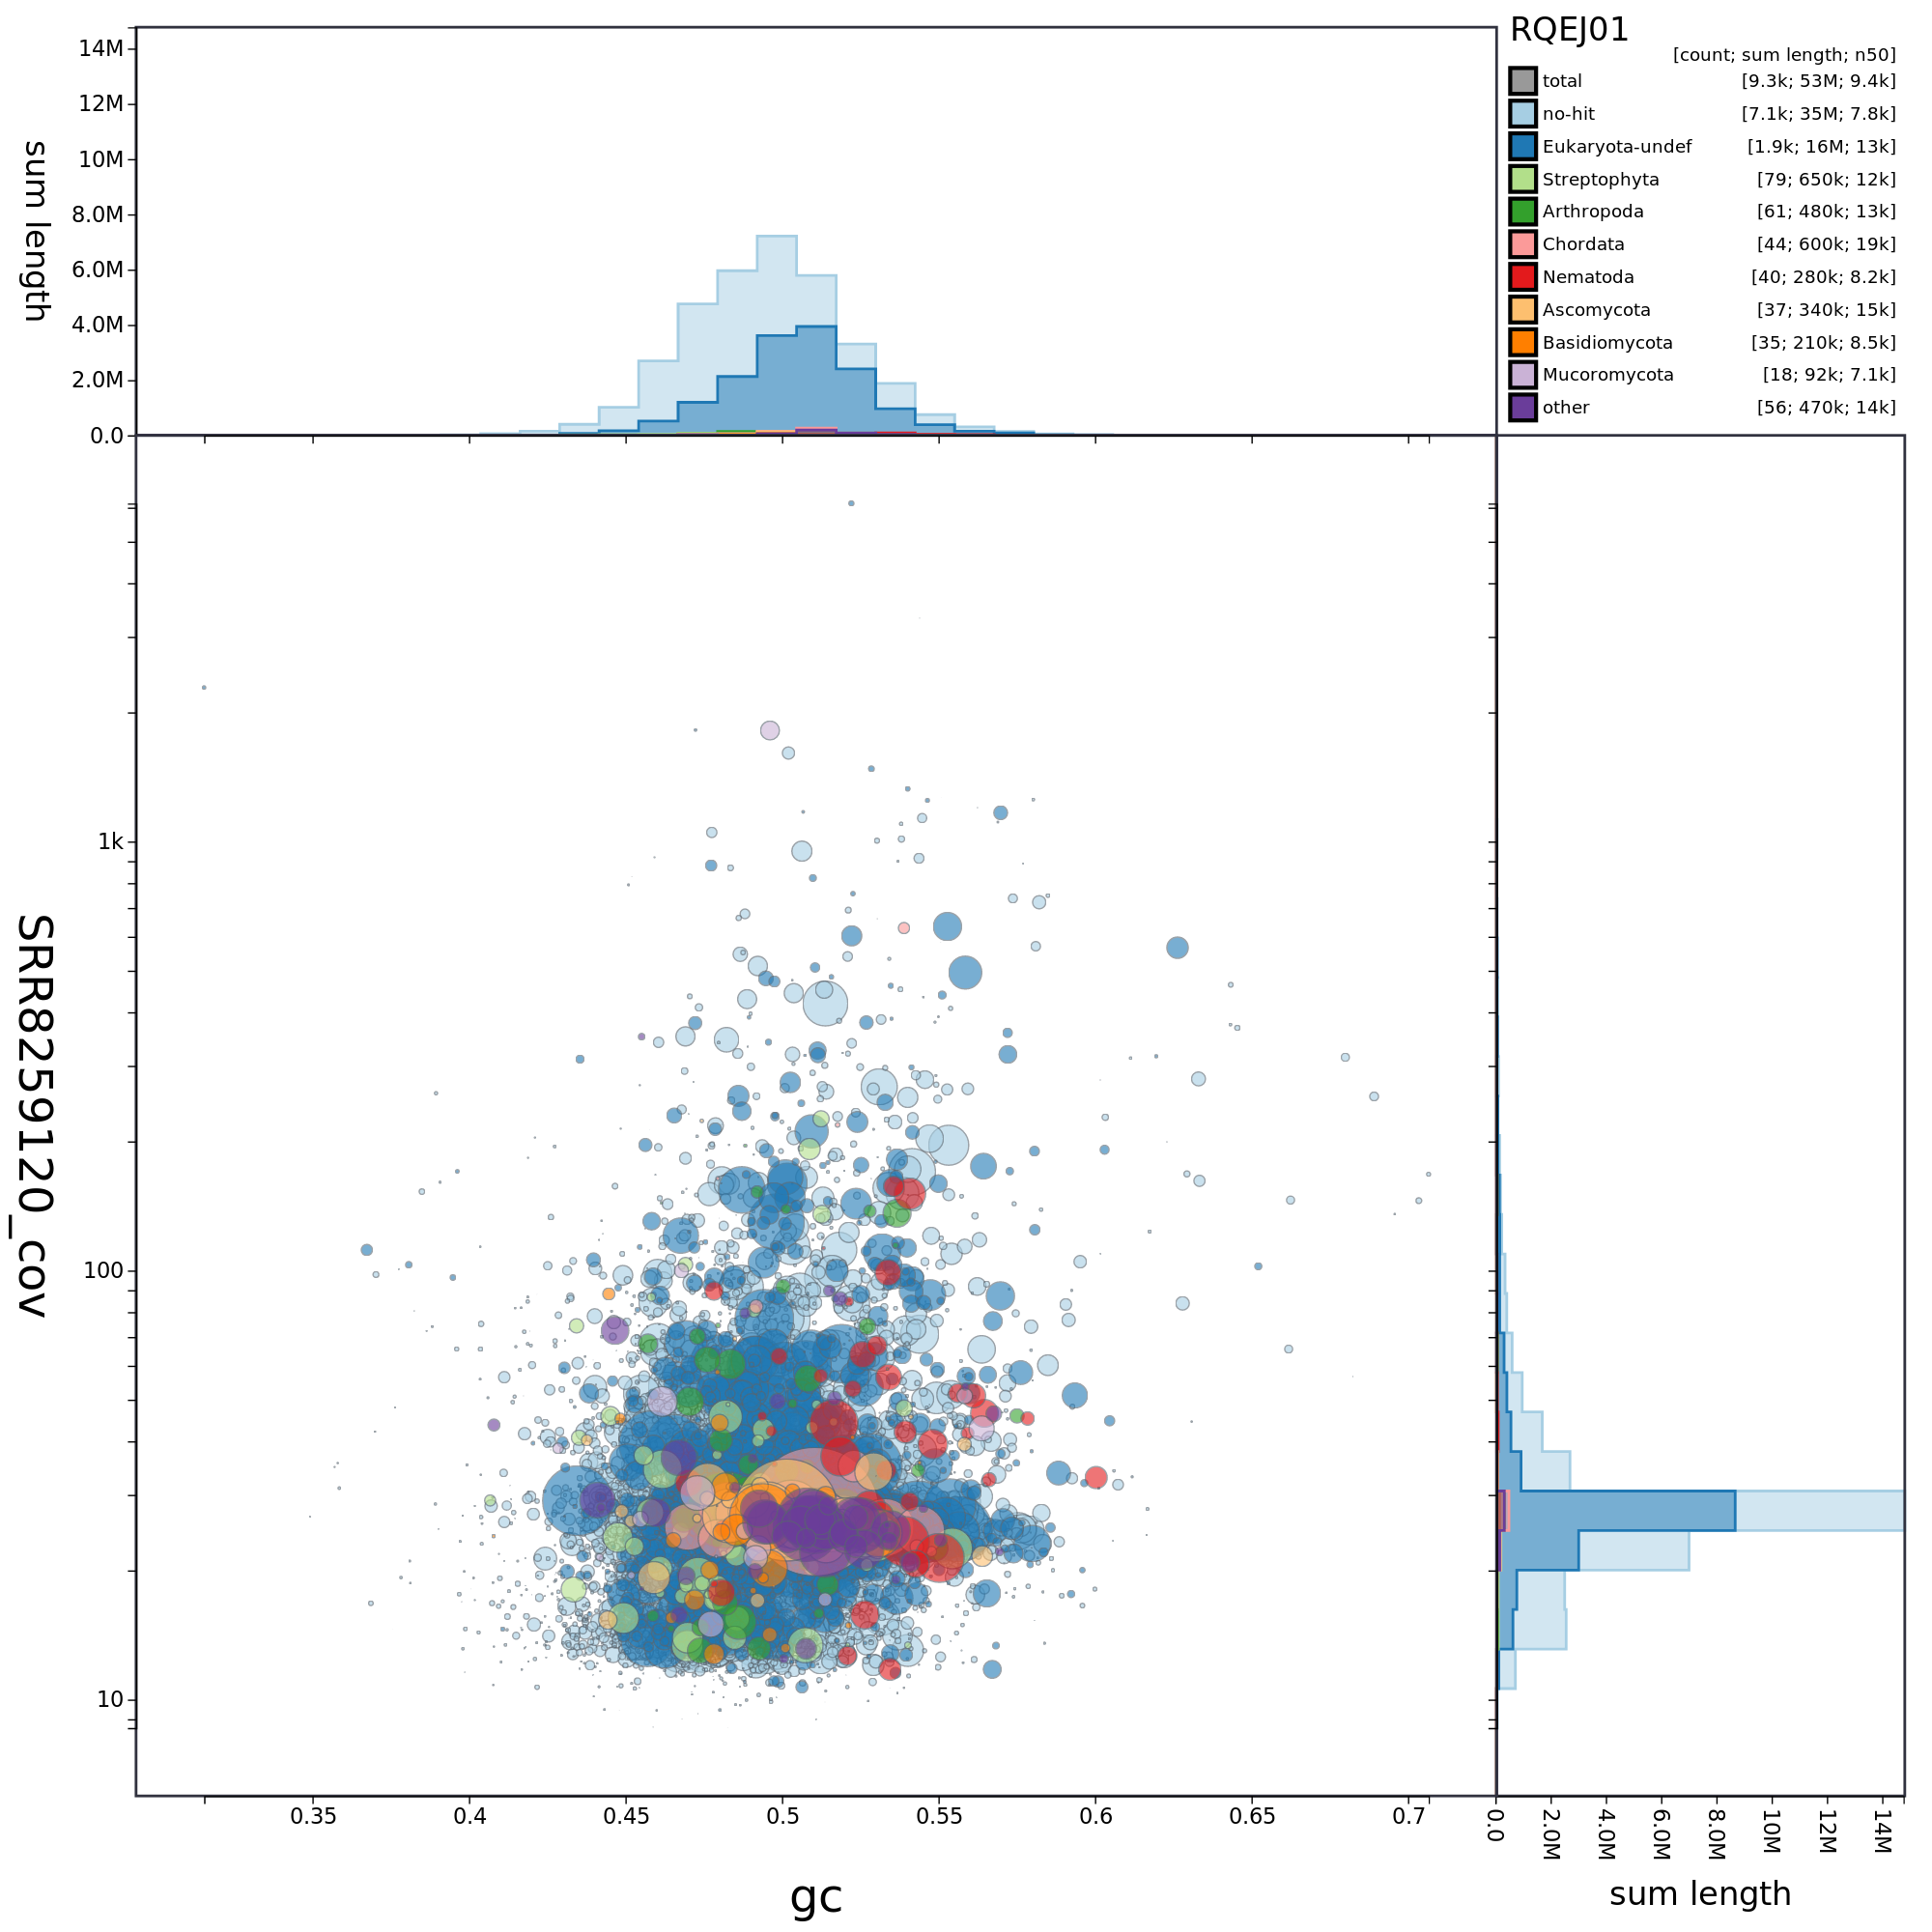 RQEJ01
[count; sum length; n50]
total [9.3k; 53M; 9.4k]
no-hit [7.1k; 35M; 7.8k]
Eukaryota-undef [1.9k; 16M; 13k]
Streptophyta [79; 650k; 12k]
Arthropoda [61; 480k; 13k]
Chordata [44; 600k; 19k]
Nematoda [40; 280k; 8.2k]
Ascomycota [37; 340k; 15k]
Basidiomycota [35; 210k; 8.5k]
Mucoromycota [18; 92k; 7.1k]
other [56; 470k; 14k]
sum length
14M
12M
10M
8.0M
6.0M
4.0M
2.0M
0.0
SRR8259120_cov
1k
100
10
0.35 0.4 0.45 0.5 0.55 0.6 0.65 0.7
gc
0.0 2.0M 4.0M 6.0M 8.0M 10M 12M 14M
sum length